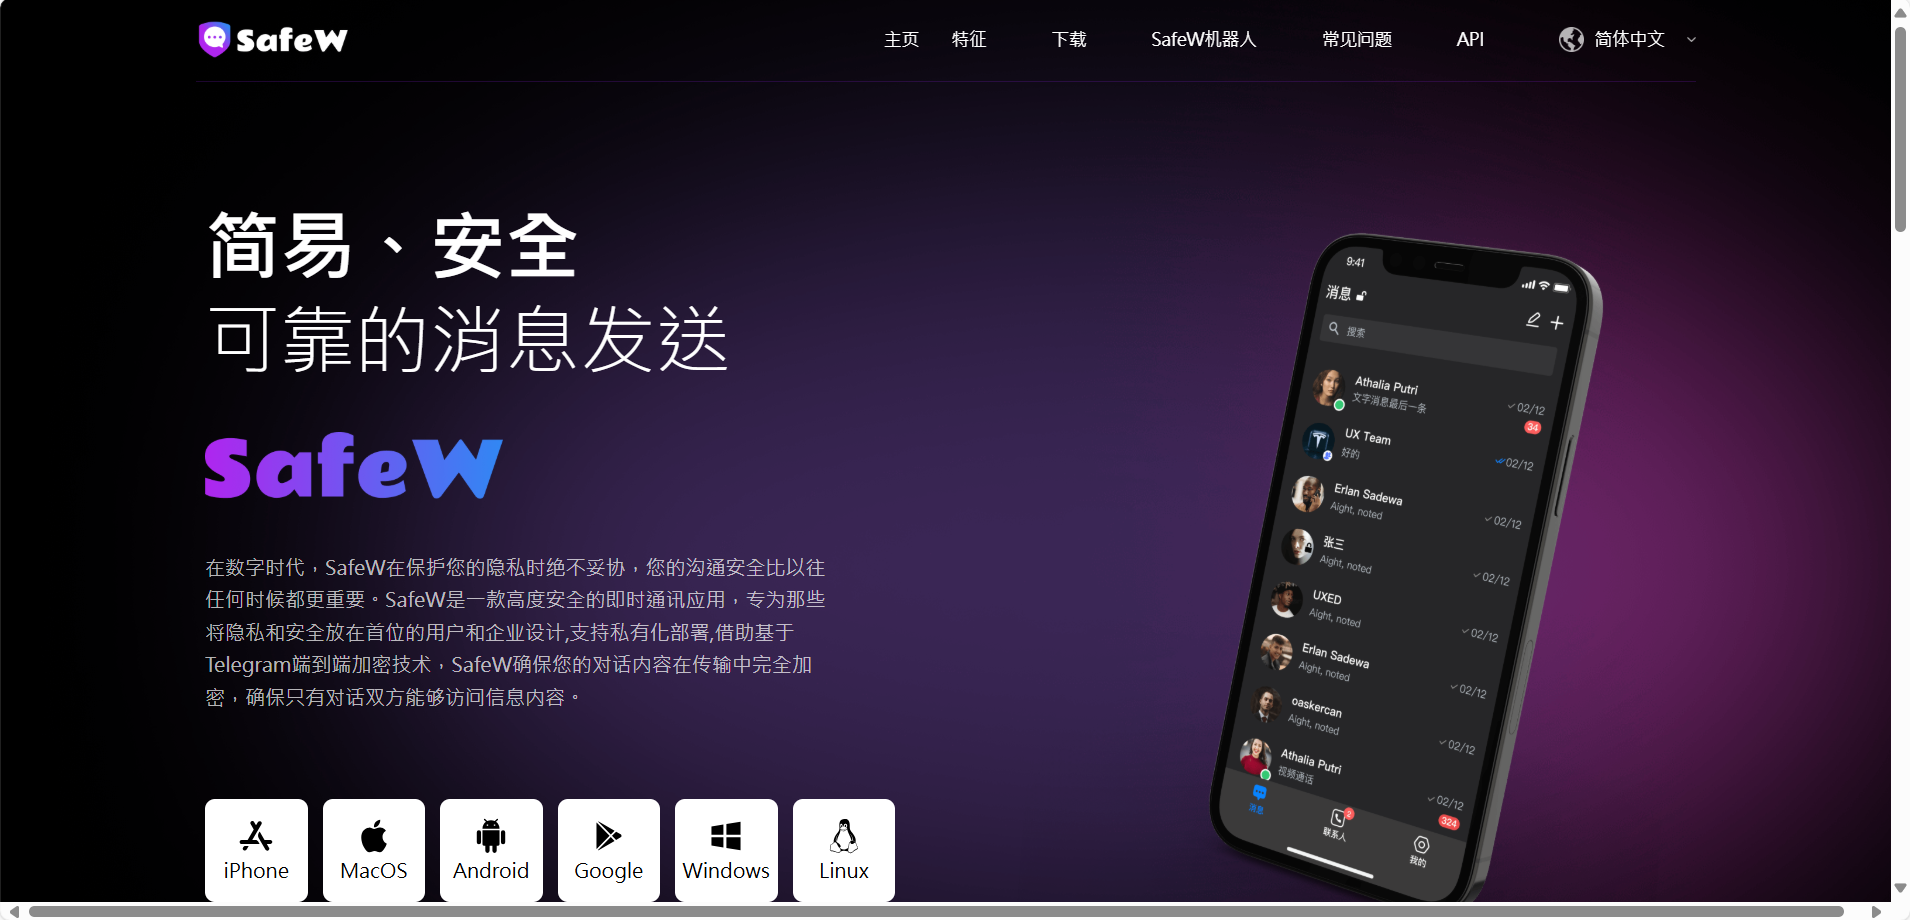 SafeW
主页 特征 下载 SafeW机器人 常见问题 API 简体中文
简易、安全
可靠的消息发送
SafeW
在数字时代，SafeW在保护您的隐私时绝不妥协，您的沟通安全比以往
任何时候都更重要。SafeW是一款高度安全的即时通讯应用，专为那些
将隐私和安全放在首位的用户和企业设计,支持私有化部署,借助基于
Telegram端到端加密技术，SafeW确保您的对话内容在传输中完全加
密，确保只有对话双方能够访问信息内容。
iPhone MacOS Android Google Windows Linux
9:41
消息
搜索
Athalia Putri 02/12
文字消息最后一条 34
UX Team 02/12
好的
Erlan Sadewa 02/12
Aight, noted
张三 02/12
Aight, noted
UXED 02/12
Aight, noted
Erlan Sadewa 02/12
Aight, noted
oaskercan 02/12
Aight, noted
Athalia Putri 02/12
视频通话 324
消息 联系人 2 我的